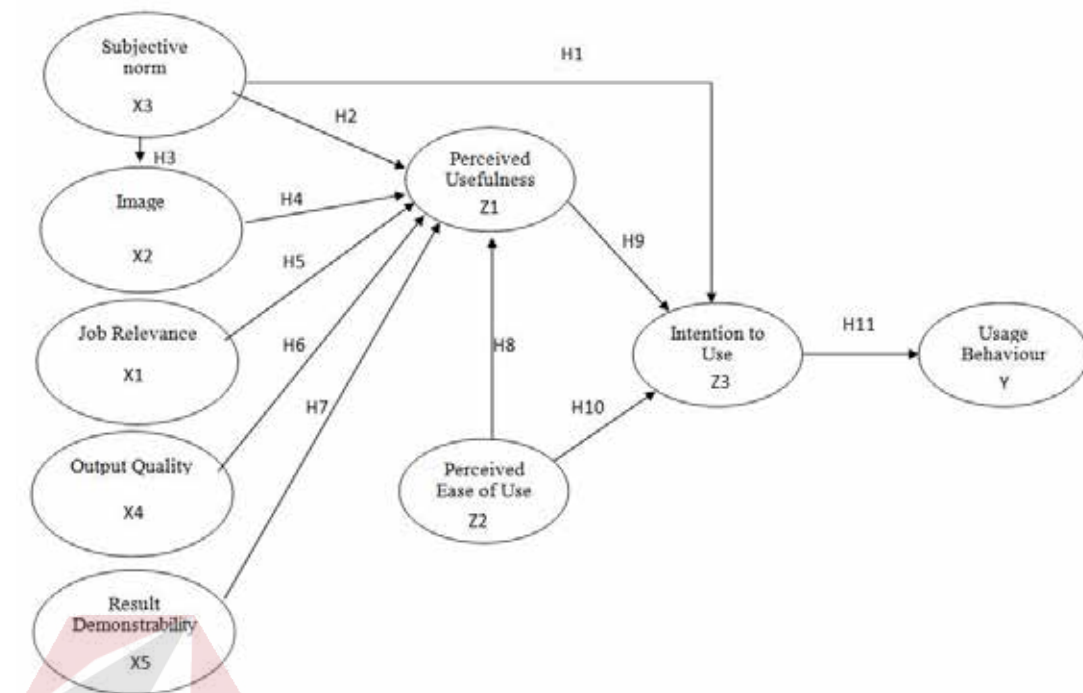 Subjective
norm
X3
H1
H2
H3
Image
X2
H4
Perceived
Usefulness
Z1
H5
H9
Job Relevance
X1
H6
H7
H8
Intention to
Use
Z3
H11
Usage
Behaviour
Y
H10
Output Quality
X4
Perceived
Ease of Use
Z2
Result
Demonstrability
X5